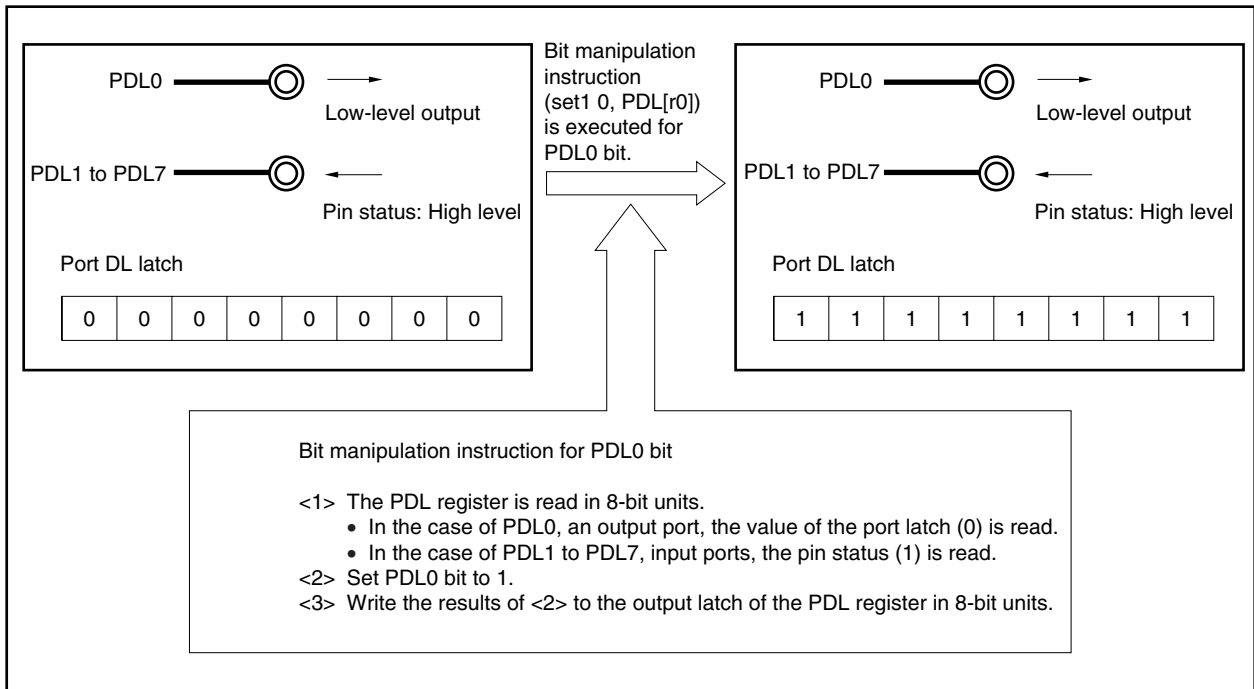 PDL0
Low-level output
PDL1 to PDL7
Pin status: High level
Port DL latch
0 0 0 0 0 0 0 0
Bit manipulation
instruction
(set1 0, PDL[r0])
is executed for
PDL0 bit.
PDL0
Low-level output
PDL1 to PDL7
Pin status: High level
Port DL latch
1 1 1 1 1 1 1 1
Bit manipulation instruction for PDL0 bit
<1> The PDL register is read in 8-bit units.
• In the case of PDL0, an output port, the value of the port latch (0) is read.
• In the case of PDL1 to PDL7, input ports, the pin status (1) is read.
<2> Set PDL0 bit to 1.
<3> Write the results of <2> to the output latch of the PDL register in 8-bit units.